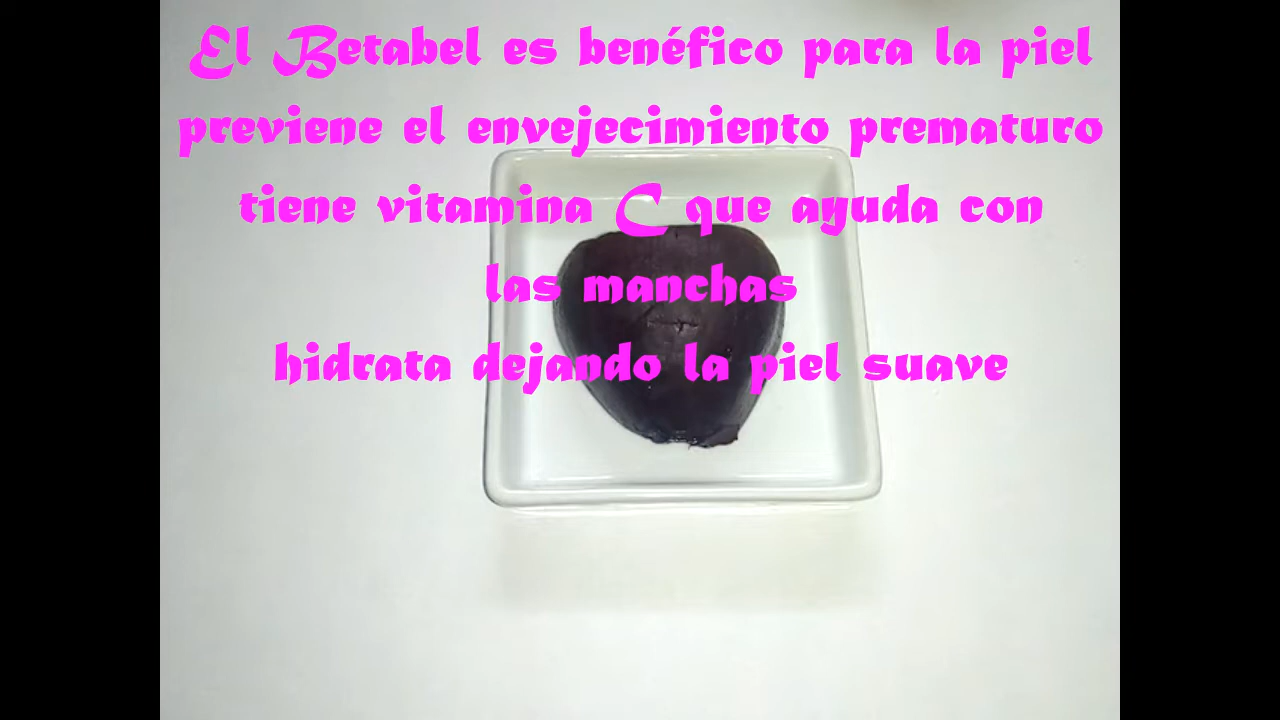 El Betabel es benéfico para la piel
previene el envejecimiento prematuro
tiene vitamina C que ayuda con
las manchas
hidrata dejando la piel suave